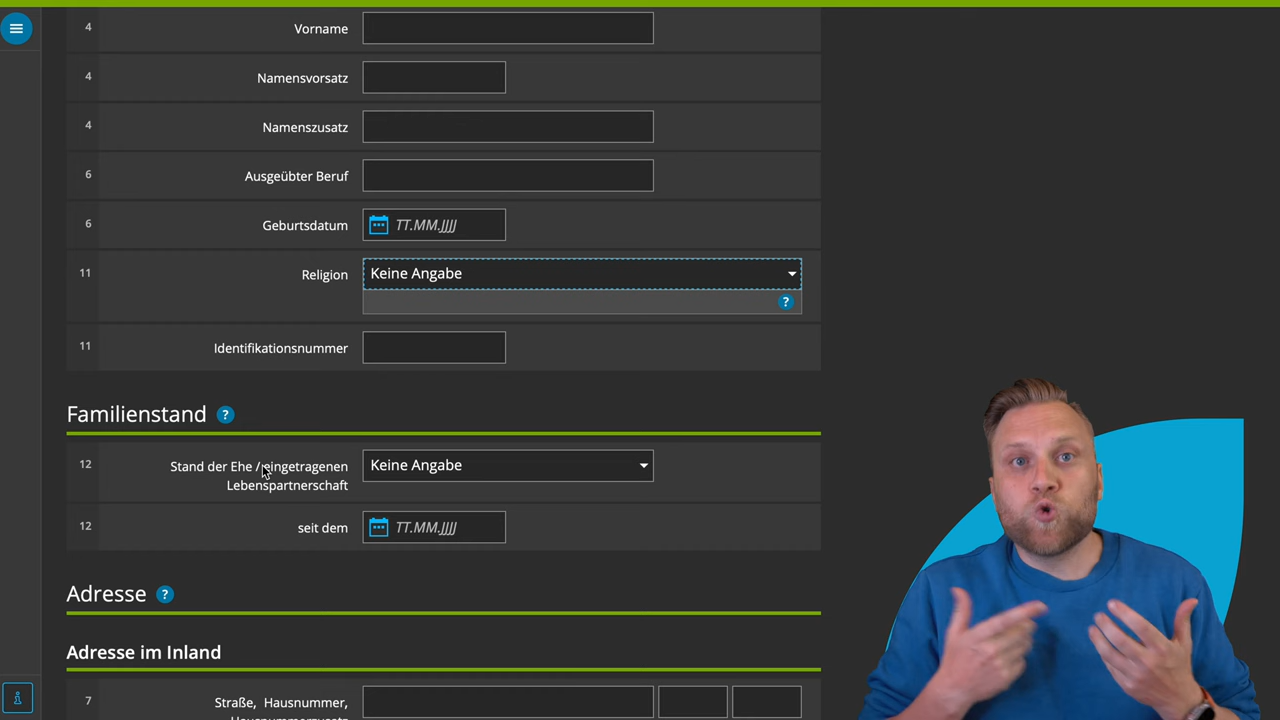 4 Vorname
4 Namensvorsatz
4 Namenszusatz
6 Ausgeübter Beruf
6 Geburtsdatum TT.MM.JJJJ
11 Religion Keine Angabe
?
11 Identifikationsnummer
Familienstand ?
12 Stand der Ehe / eingetragenen Keine Angabe
Lebenspartnerschaft
12 seit dem TT.MM.JJJJ
Adresse ?
Adresse im Inland
7 Straße, Hausnummer,
Hausnummerzusatz
i